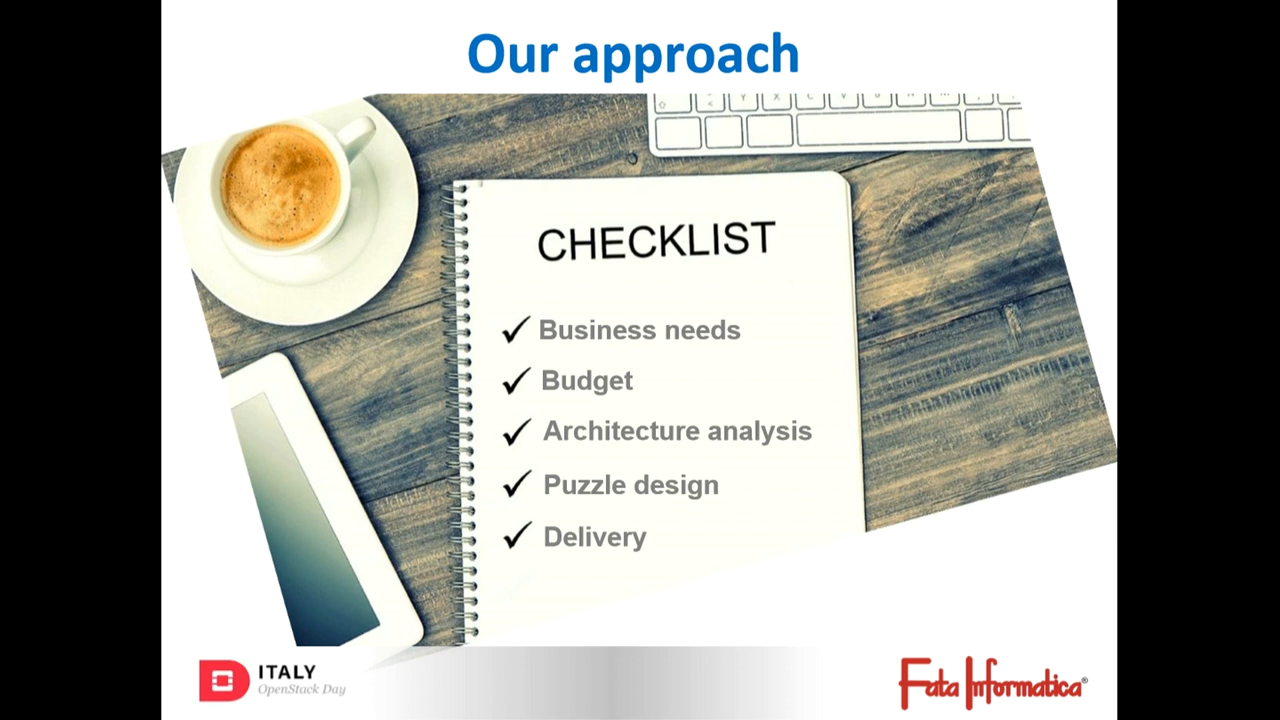 Our approach
CHECKLIST
Business needs
Budget
Architecture analysis
Puzzle design
Delivery
ITALY
OpenStack Day
Fata Informatica®